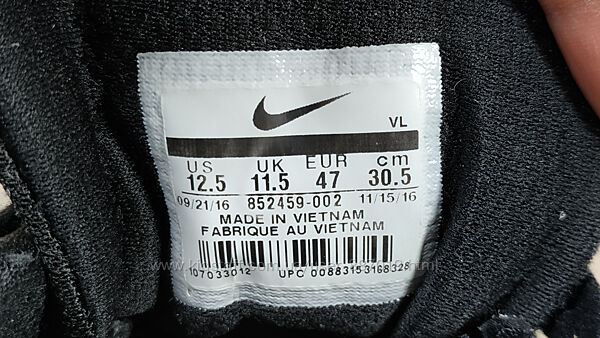 VL
US UK EUR cm
12.5 11.5 47 30.5
09/21/16 852459-002 11/15/16
MADE IN VIETNAM
FABRIQUE AU VIETNAM
107033012 UPC 00883153168328